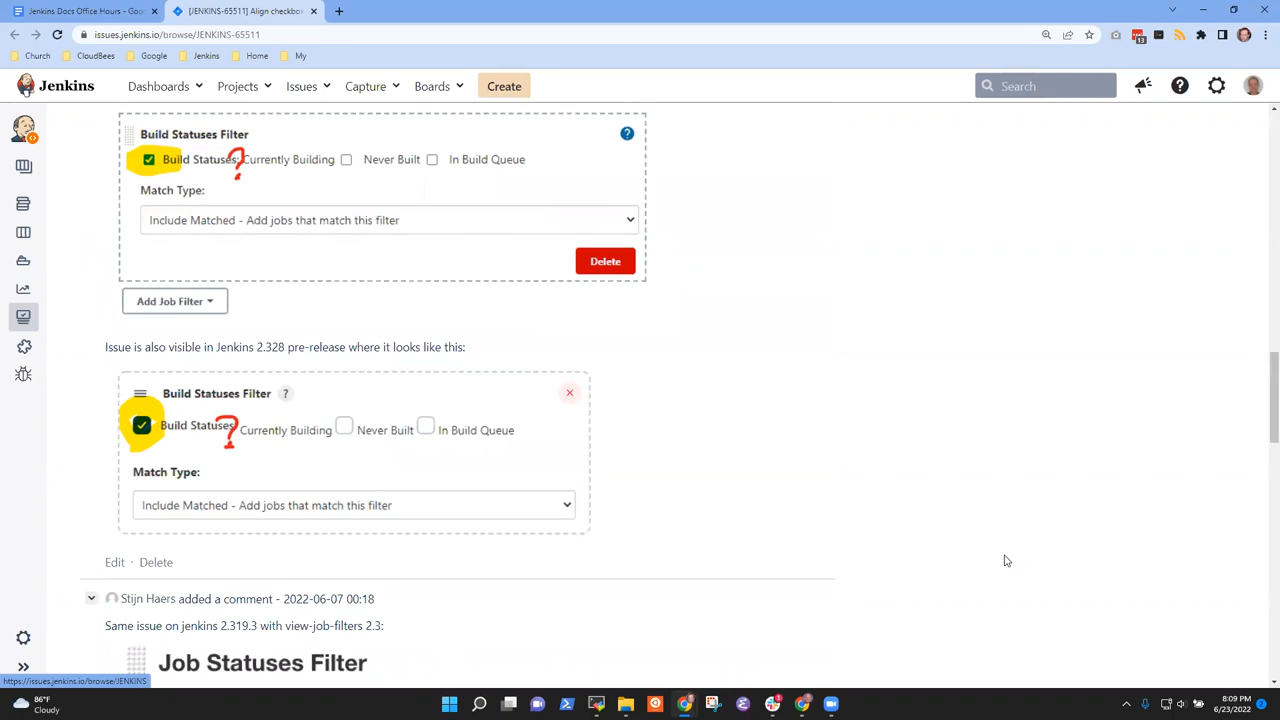 Jenkins Docs Office Hours - Goo
[JENKINS-65511] Align checkbo
issues.jenkins.io/browse/JENKINS-65511
13
Church CloudBees Google Jenkins Home My
Jenkins Dashboards Projects Issues Capture Boards Create Search
Build Statuses Filter ?
Build Statuses: Currently Building Never Built In Build Queue
?
Match Type:
Include Matched - Add jobs that match this filter
Delete
Add Job Filter
Issue is also visible in Jenkins 2.328 pre-release where it looks like this:
Build Statuses Filter ?
Build Statuses Currently Building Never Built In Build Queue
?
Match Type:
Include Matched - Add jobs that match this filter
Edit · Delete
Stijn Haers added a comment - 2022-06-07 00:18
Same issue on jenkins 2.319.3 with view-job-filters 2.3:
Job Statuses Filter
https://issues.jenkins.io/browse/JENKINS
86°F
Cloudy
8:09 PM
6/23/2022